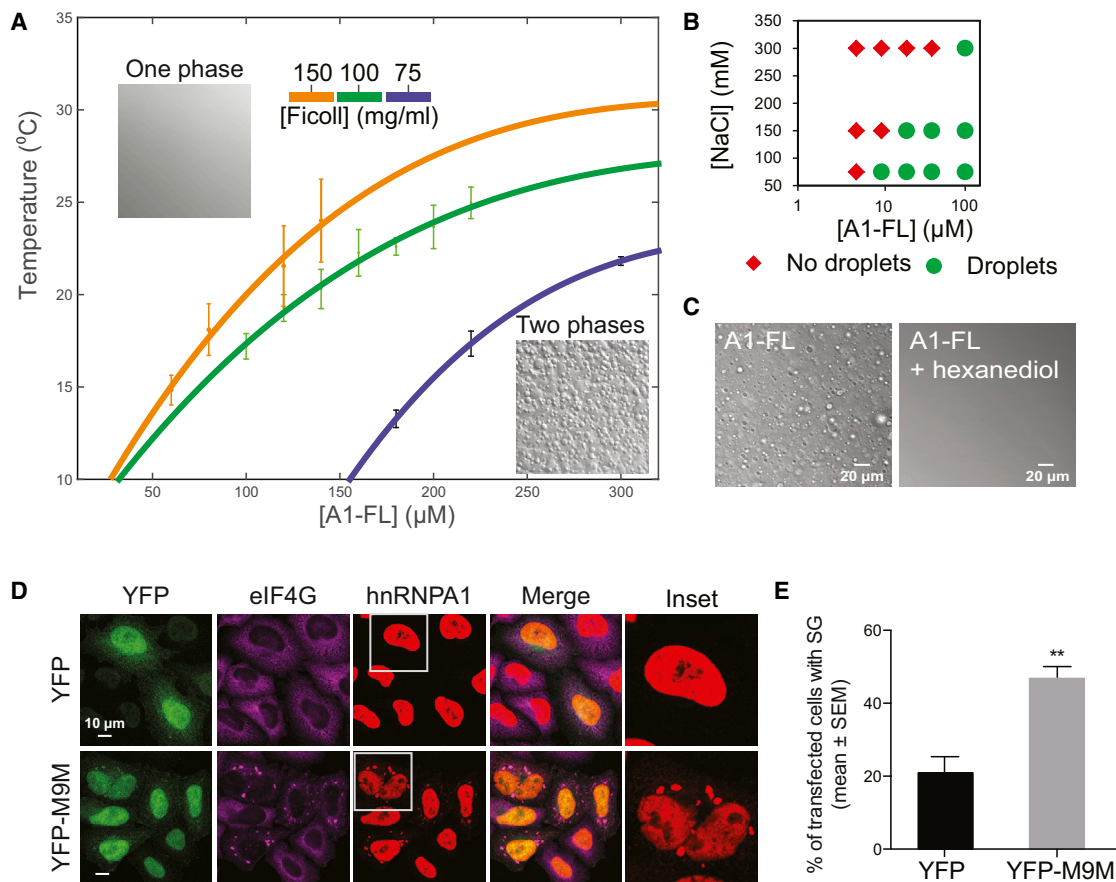 A
One phase
150 100 75
[Ficoll] (mg/ml)
Two phases
35
30
25
20
15
10
Temperature (⁰C)
50 100 150 200 250 300
[A1-FL] (μM)
B
300
350
250
200
150
100
50
[NaCl] (mM)
1 10 100
[A1-FL] (μM)
No droplets Droplets
C
A1-FL
20 μm
A1-FL
+ hexanediol
20 μm
D
YFP eIF4G hnRNPA1 Merge Inset
YFP
10 μm
YFP-M9M
E
60
40
20
0
% of transfected cells with SG
(mean ± SEM)
**
YFP YFP-M9M